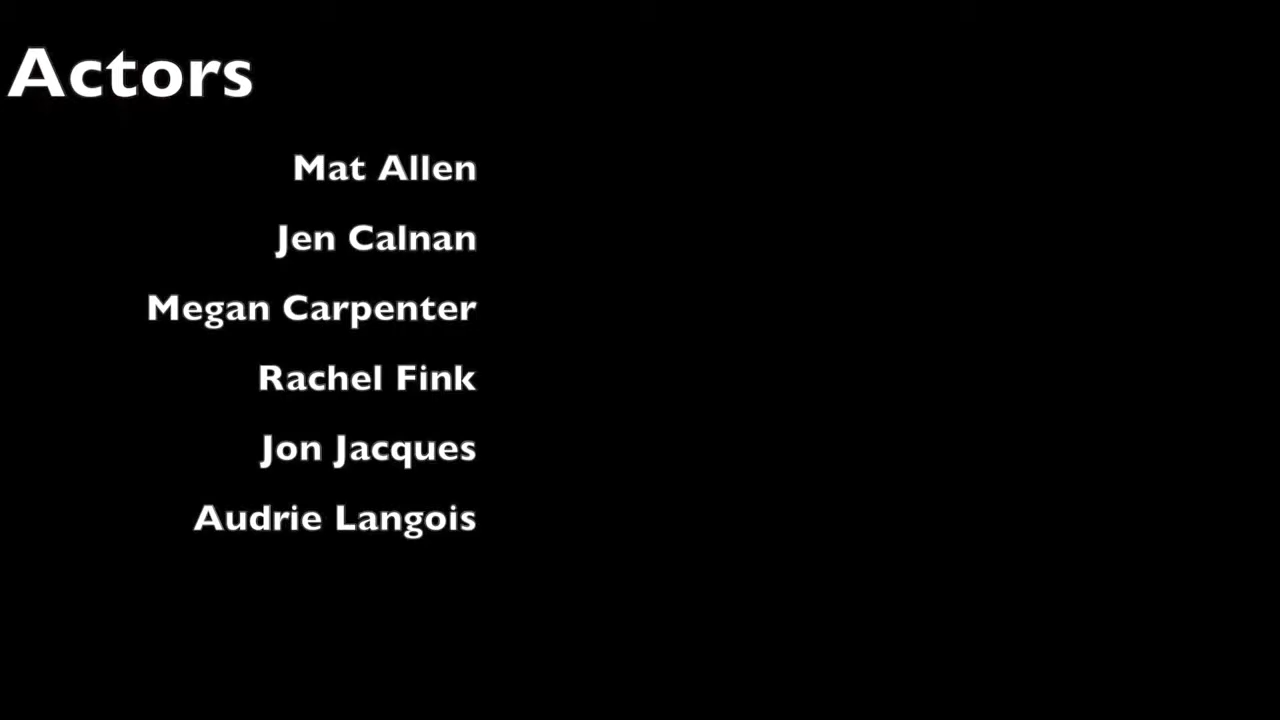 Actors
Mat Allen
Jen Calnan
Megan Carpenter
Rachel Fink
Jon Jacques
Audrie Langois